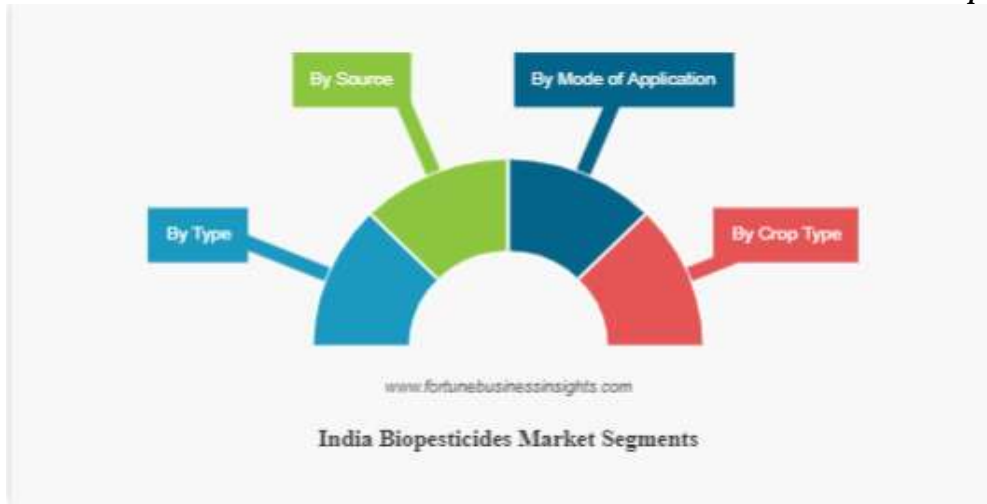 By Source
By Mode of Application
By Type
By Crop Type
www.fortunebusinessinsights.com
India Biopesticides Market Segments